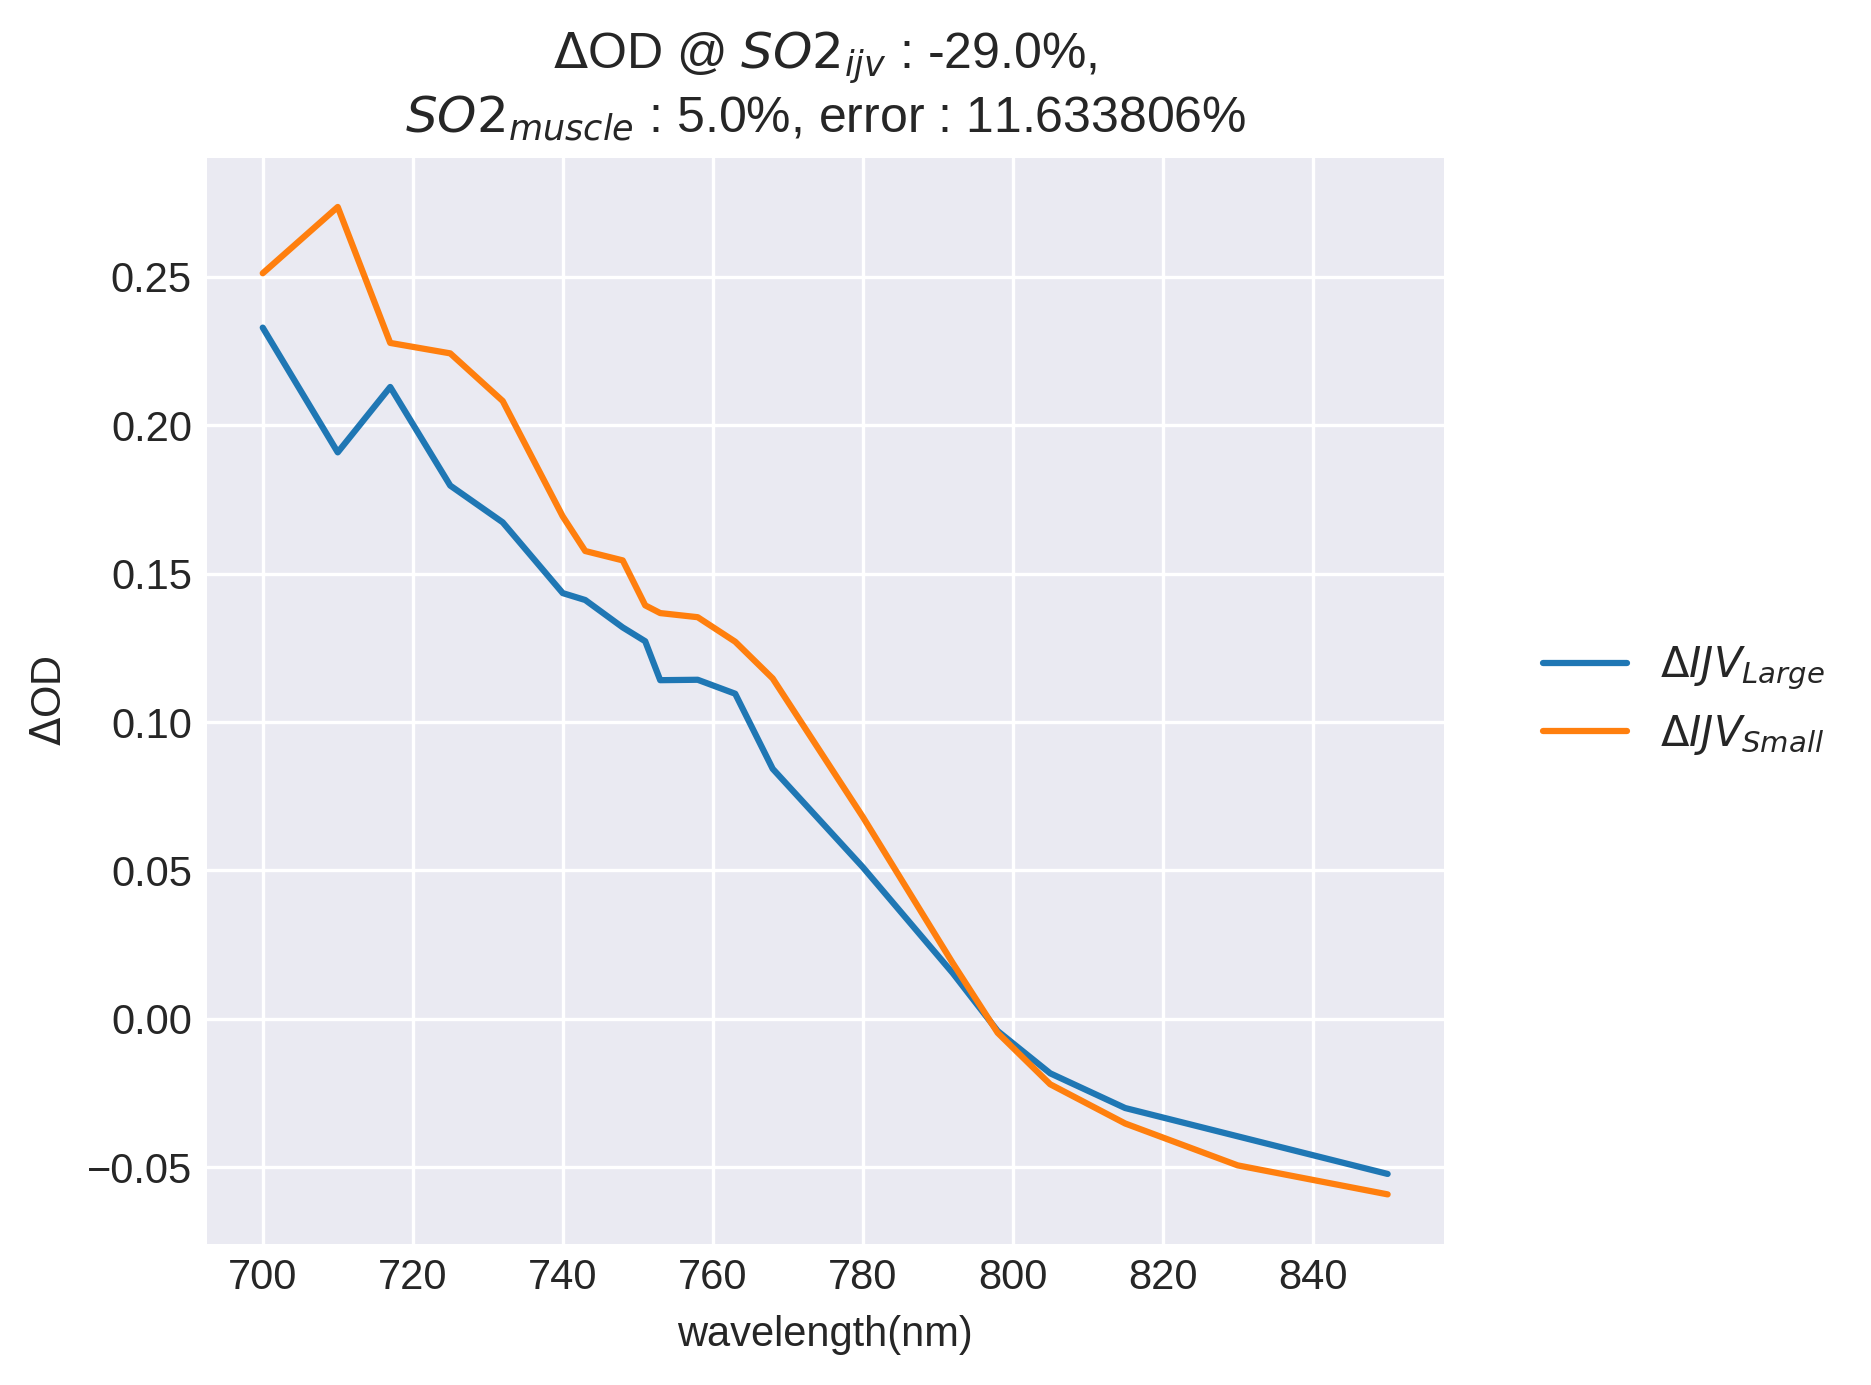 ΔOD @ SO2ijv : -29.0%,
SO2muscle : 5.0%, error : 11.633806%
0.25
0.20
0.15
0.10
0.05
0.00
−0.05
ΔOD
700 720 740 760 780 800 820 840
wavelength(nm)
ΔIJVLarge
ΔIJVSmall